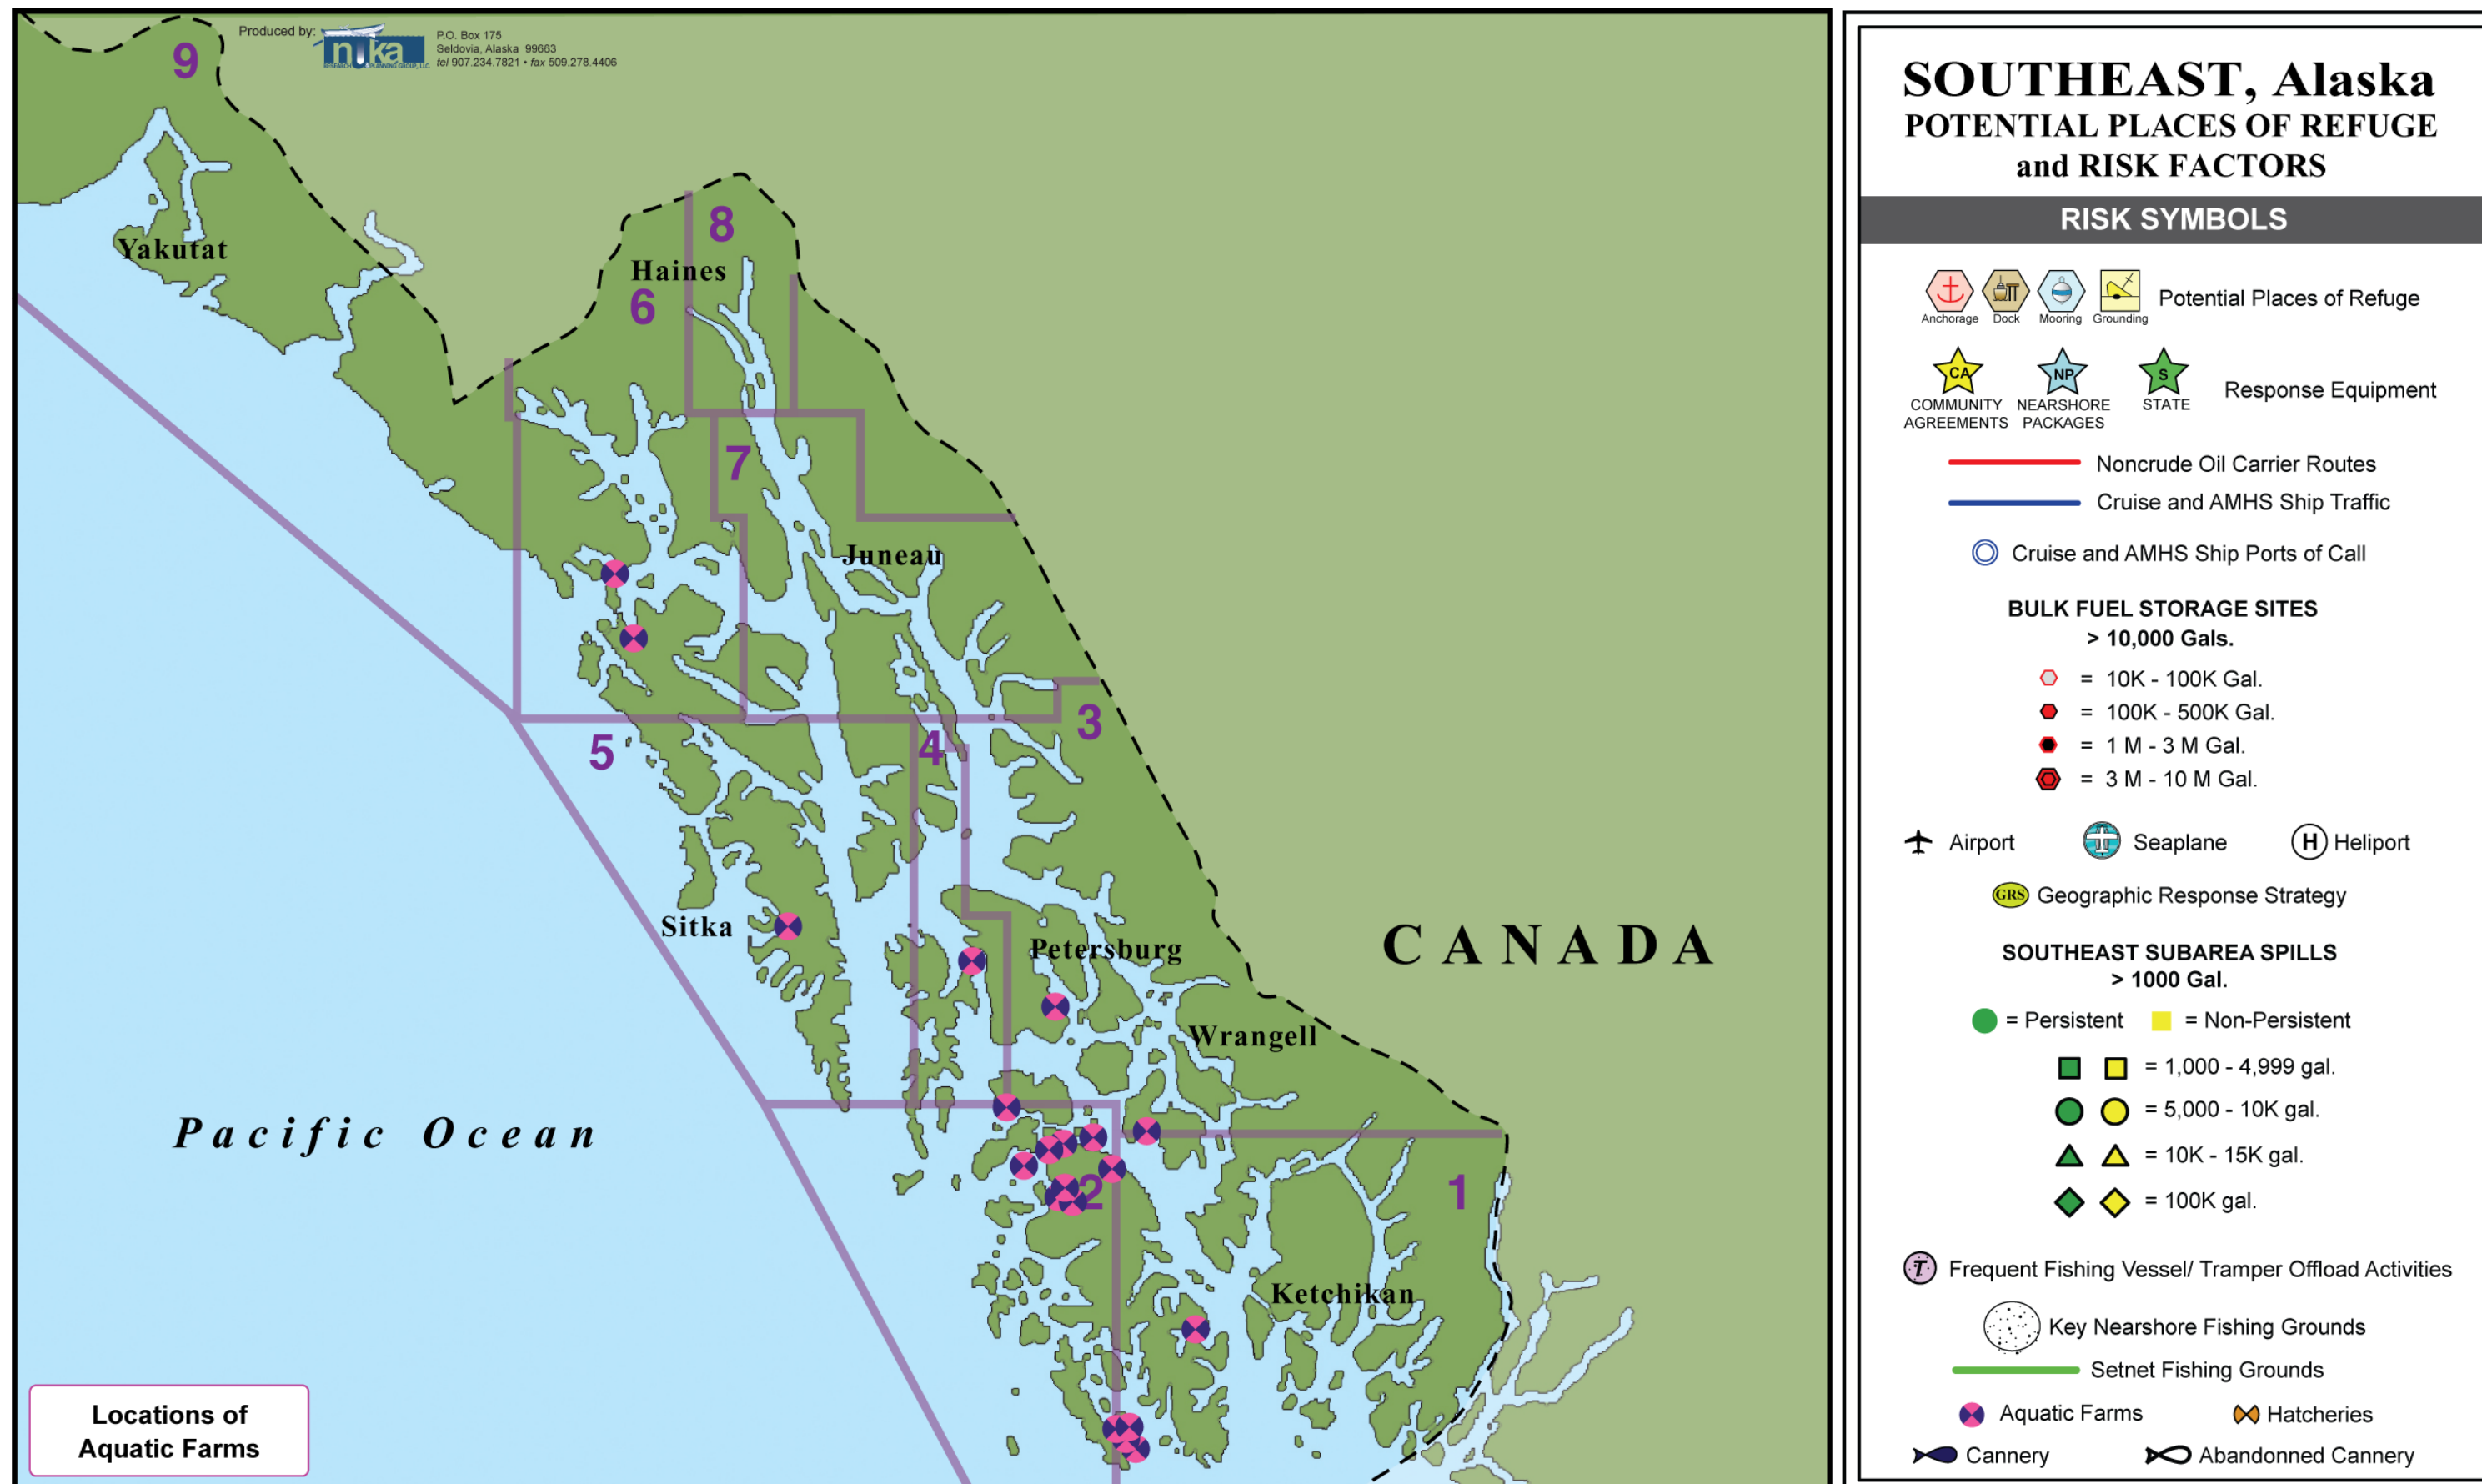 Produced by:
nuka
RESEARCH & PLANNING GROUP, LLC.
P.O. Box 175
Seldovia, Alaska 99663
tel 907.234.7821 • fax 509.278.4406
9
Yakutat
8
Haines
6
7
Juneau
3
4
5
Sitka
Petersburg
CANADA
Wrangell
Pacific Ocean
2
1
Ketchikan
Locations of
Aquatic Farms
SOUTHEAST, Alaska
POTENTIAL PLACES OF REFUGE
and RISK FACTORS
RISK SYMBOLS
Potential Places of Refuge
Anchorage Dock Mooring Grounding
CA NP S
Response Equipment
COMMUNITY NEARSHORE STATE
AGREEMENTS PACKAGES
Noncrude Oil Carrier Routes
Cruise and AMHS Ship Traffic
Cruise and AMHS Ship Ports of Call
BULK FUEL STORAGE SITES
> 10,000 Gals.
= 10K - 100K Gal.
= 100K - 500K Gal.
= 1 M - 3 M Gal.
= 3 M - 10 M Gal.
Airport Seaplane H Heliport
GRS Geographic Response Strategy
SOUTHEAST SUBAREA SPILLS
> 1000 Gal.
= Persistent = Non-Persistent
= 1,000 - 4,999 gal.
= 5,000 - 10K gal.
= 10K - 15K gal.
= 100K gal.
T Frequent Fishing Vessel/ Tramper Offload Activities
Key Nearshore Fishing Grounds
Setnet Fishing Grounds
Aquatic Farms Hatcheries
Cannery Abandonned Cannery